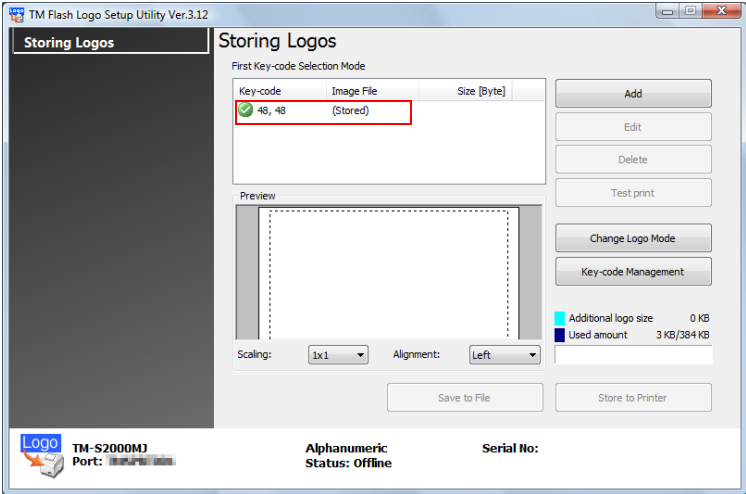 TM Flash Logo Setup Utility Ver.3.12
Storing Logos
Storing Logos
First Key-code Selection Mode
Key-code Image File Size [Byte]
48, 48 (Stored)
Add
Edit
Delete
Test print
Preview
Change Logo Mode
Key-code Management
Additional logo size 0 KB
Used amount 3 KB/384 KB
Scaling: 1x1 Alignment: Left
Save to File Store to Printer
Logo
TM-S2000MJ Alphanumeric Serial No:
Port: Status: Offline